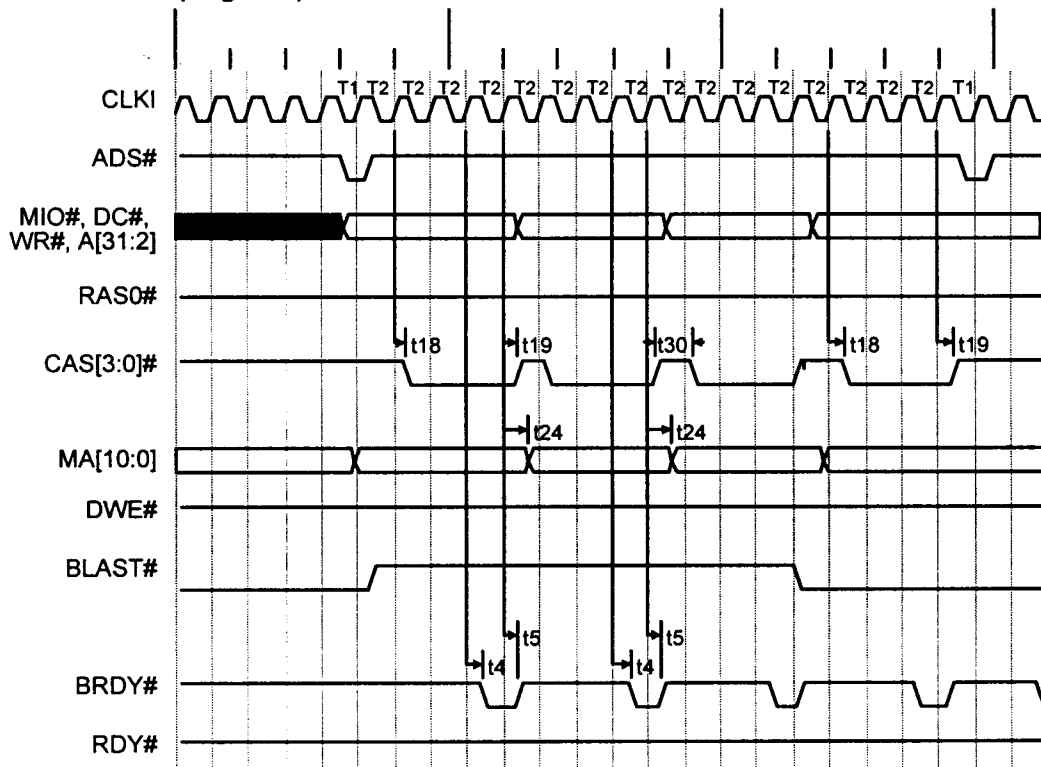 T1 T2 T2 T2 T2 T2 T2 T2 T2 T2 T2 T2 T2 T2 T2 T2 T2 T1
CLKI
ADS#
MIO#, DC#,
WR#, A[31:2]
RAS0#
t18 t19 t30 t18 t19
CAS[3:0]#
t24 t24
MA[10:0]
DWE#
BLAST#
t5 t5
t4 t4
BRDY#
RDY#